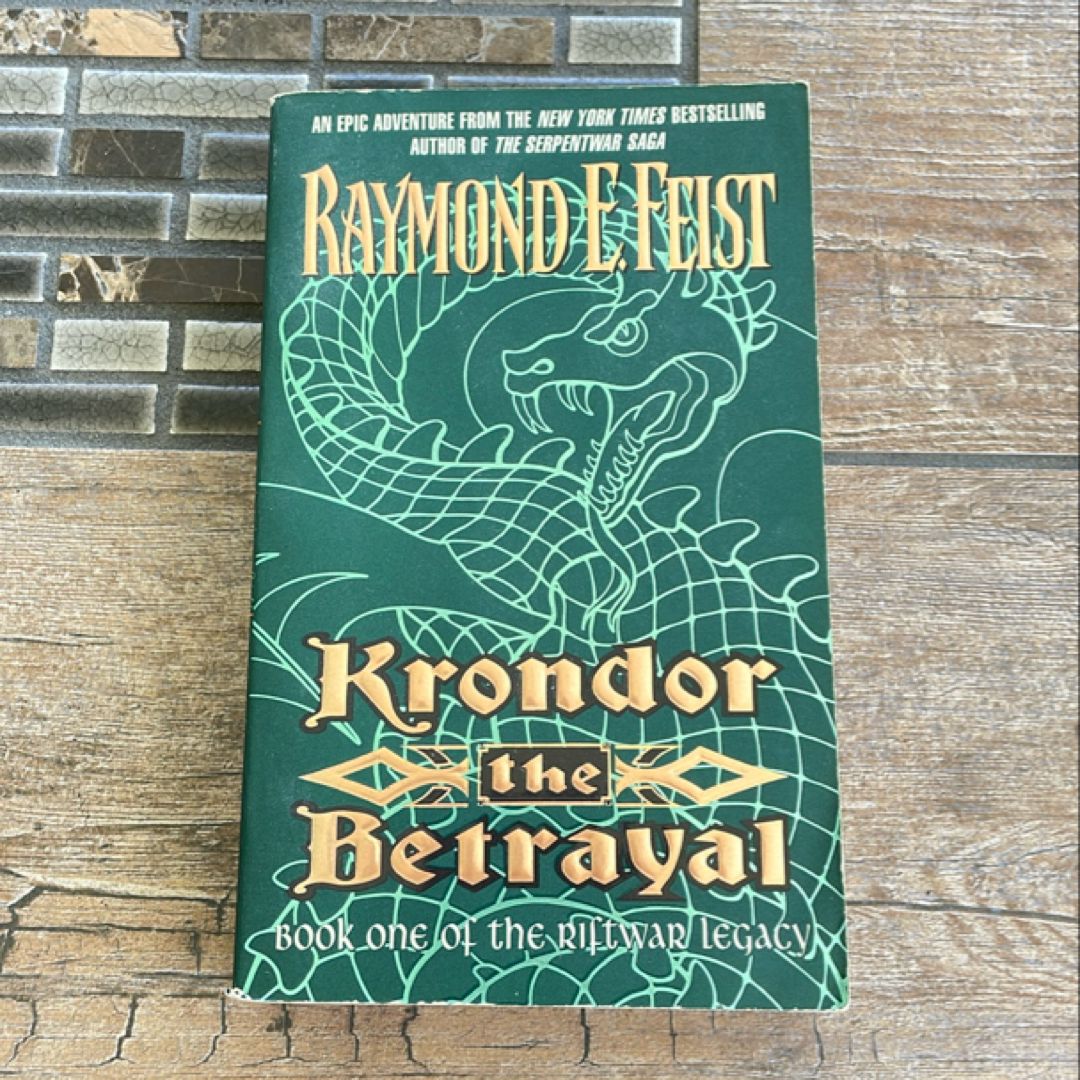 AN EPIC ADVENTURE FROM THE NEW YORK TIMES BESTSELLING
AUTHOR OF THE SERPENTWAR SAGA
RAYMOND E. FEIST
Krondor
the
Betrayal
Book one of the Riftwar Legacy